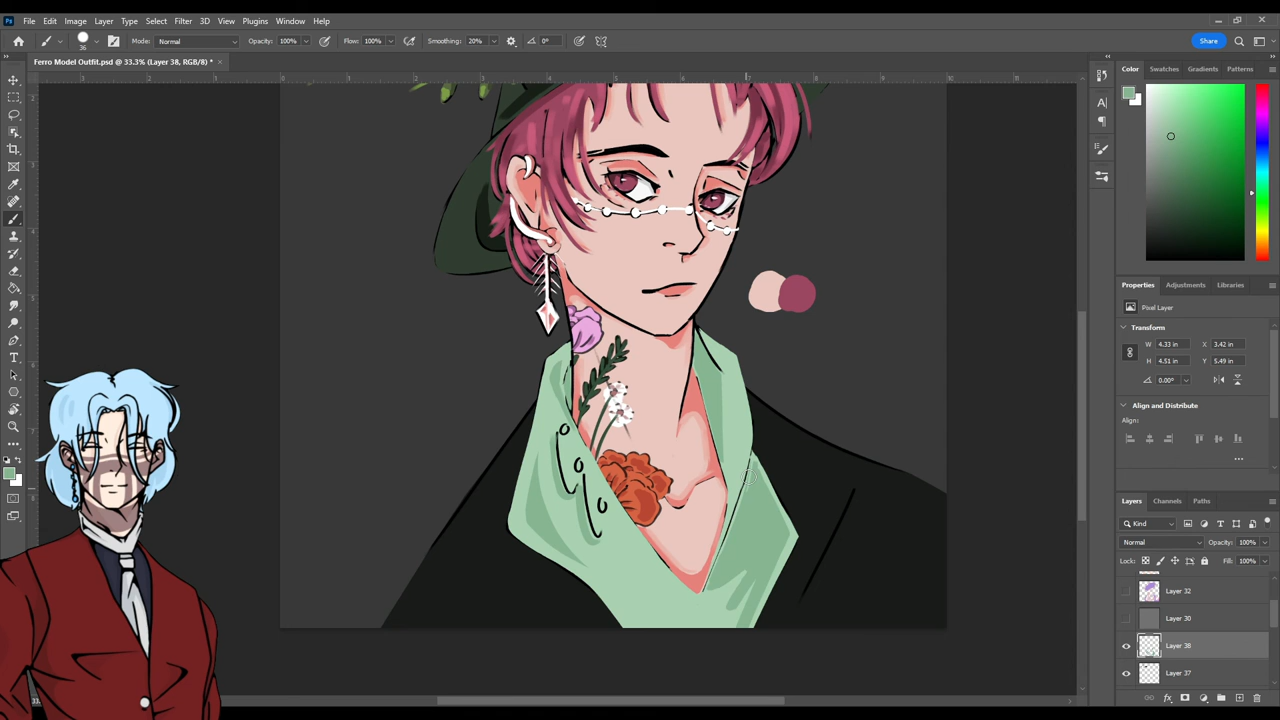 Ps File Edit Image Layer Type Select Filter 3D View Plugins Window Help
36 Mode: Normal Opacity: 100% Flow: 100% Smoothing: 20% 0° Share
Ferro Model Outfit.psd @ 33.3% (Layer 38, RGB/8) *
Color Swatches Gradients Patterns
Properties Adjustments Libraries
Pixel Layer
Transform
W 4.33 in X 3.42 in
H 4.51 in Y 5.49 in
0.00°
Align and Distribute
Align:
Layers Channels Paths
Kind
Normal Opacity: 100%
Lock: Fill: 100%
Layer 32
Layer 30
Layer 38
Layer 37